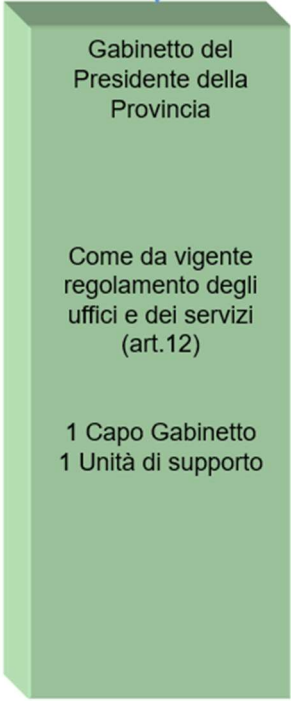 Gabinetto del
Presidente della
Provincia
Come da vigente
regolamento degli
uffici e dei servizi
(art.12)
1 Capo Gabinetto
1 Unità di supporto